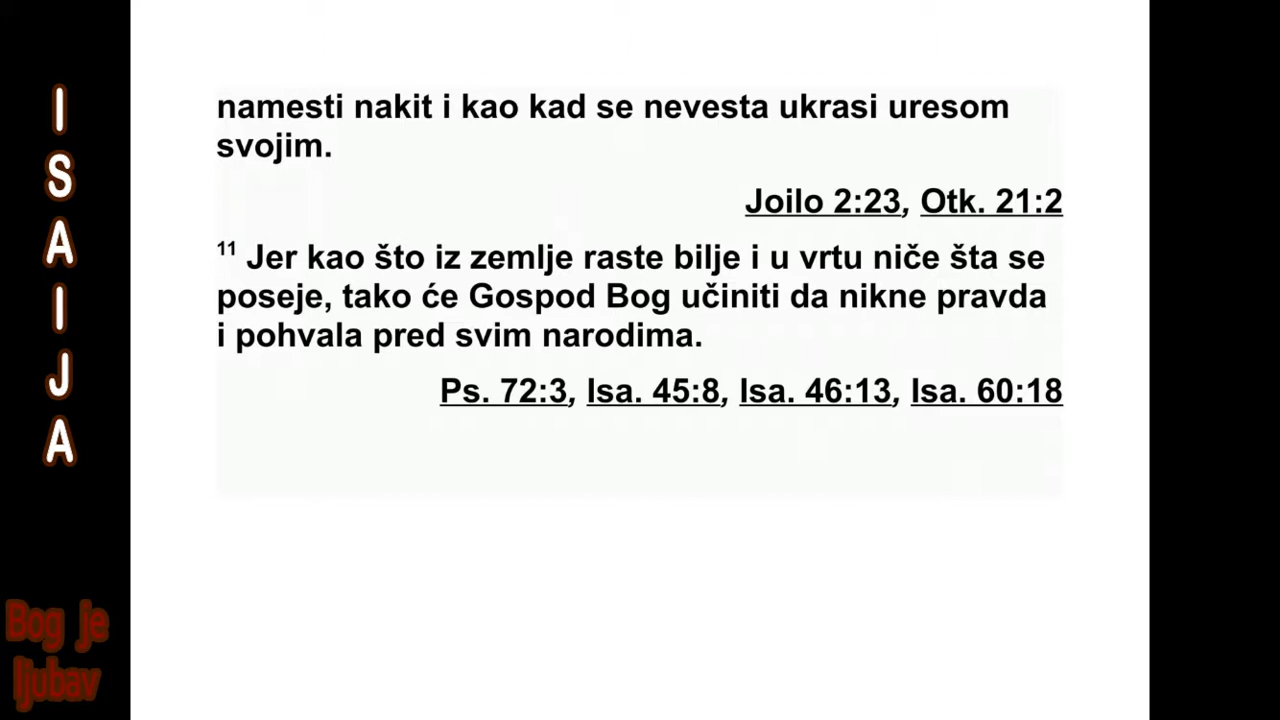 ISAIJA
namesti nakit i kao kad se nevesta ukrasi uresom
svojim.
Joilo 2:23, Otk. 21:2
11 Jer kao što iz zemlje raste bilje i u vrtu niče šta se
poseje, tako će Gospod Bog učiniti da nikne pravda
i pohvala pred svim narodima.
Ps. 72:3, Isa. 45:8, Isa. 46:13, Isa. 60:18
Bog je
ljubav